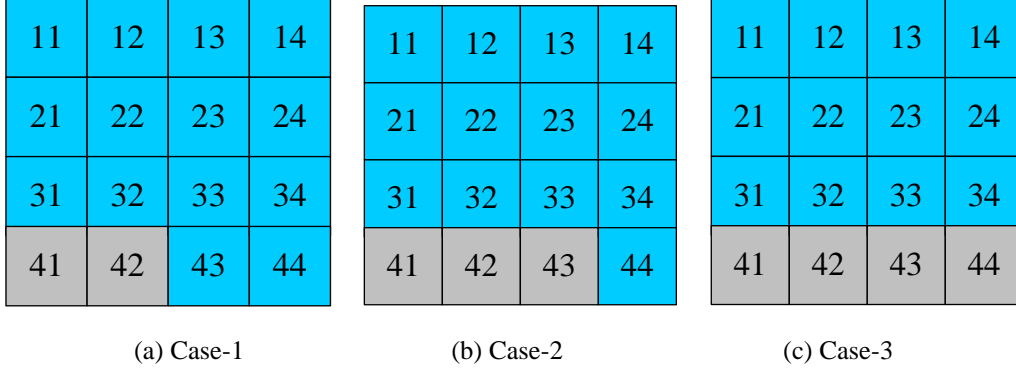 11 12 13 14 11 12 13 14 11 12 13 14
21 22 23 24 21 22 23 24 21 22 23 24
31 32 33 34 31 32 33 34 31 32 33 34
41 42 43 44 41 42 43 44 41 42 43 44
(a) Case-1 (b) Case-2 (c) Case-3